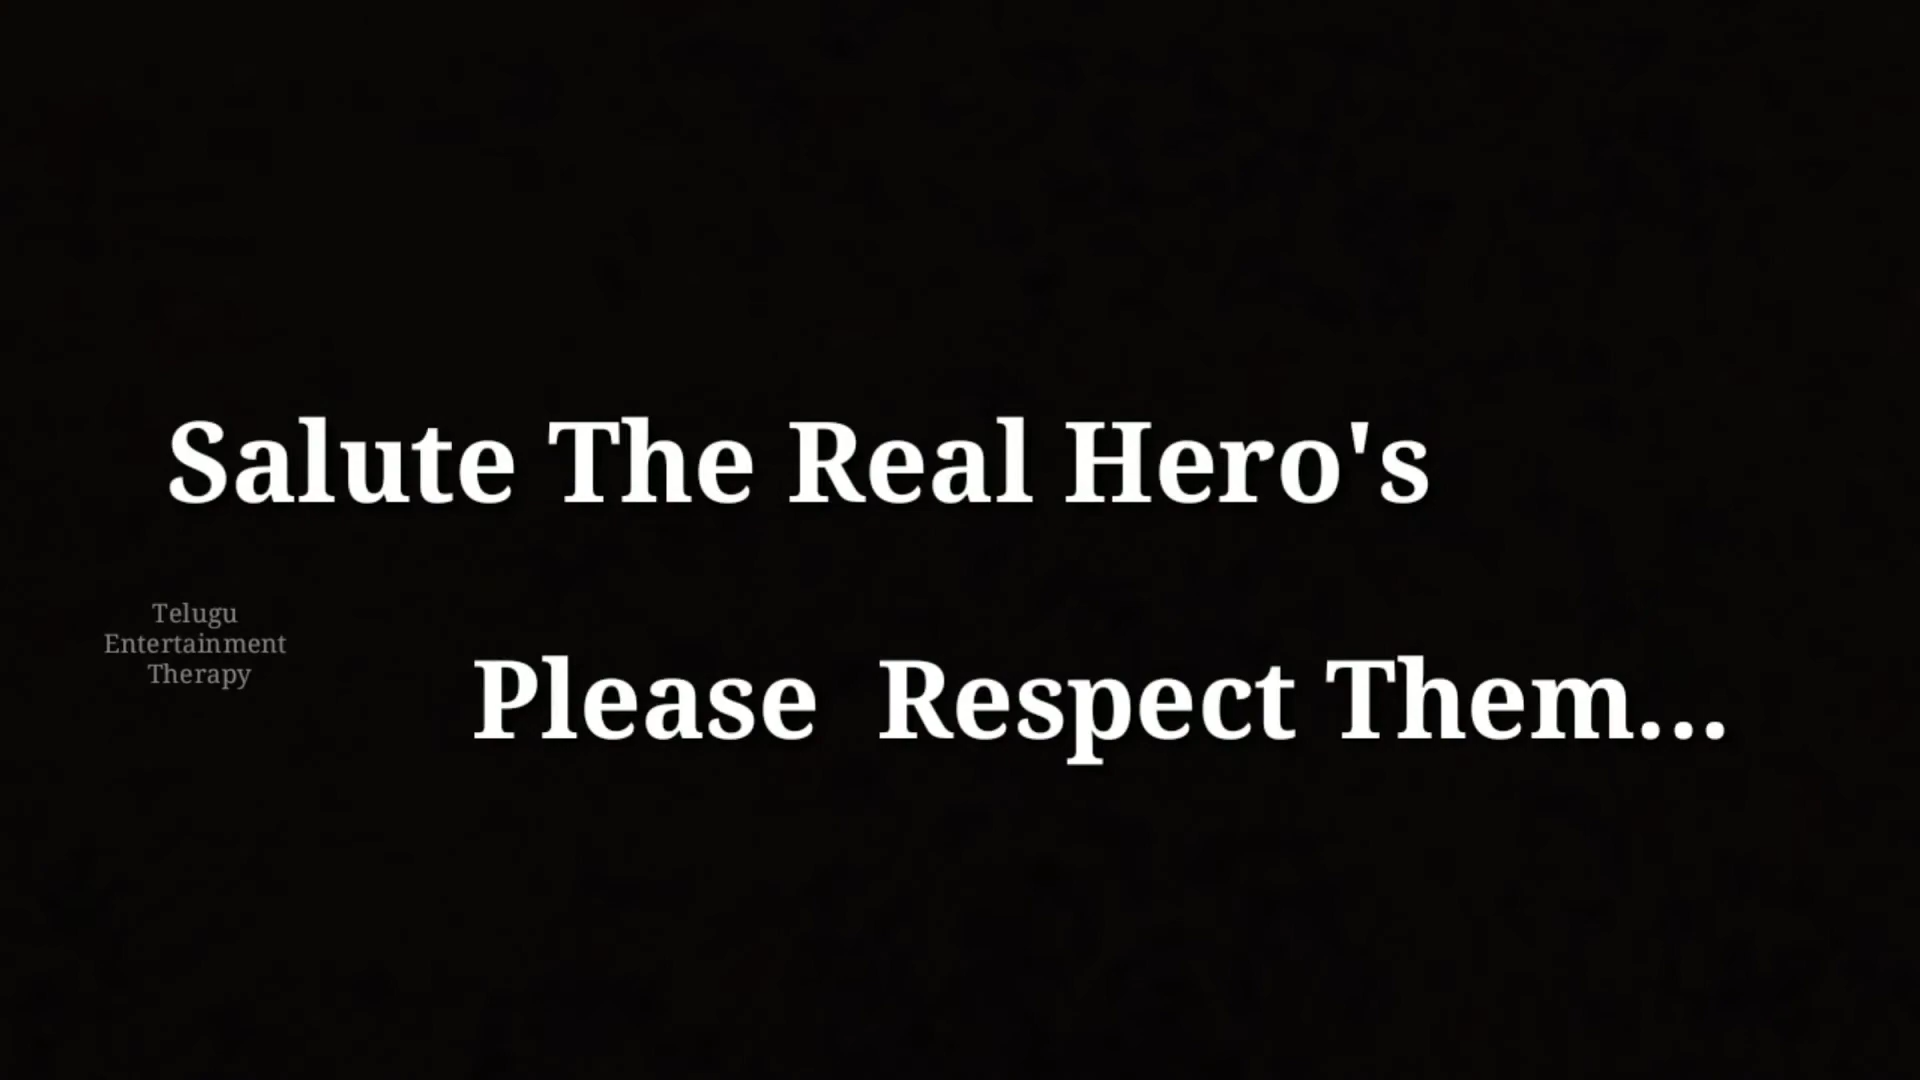 Salute The Real Hero's
Telugu
Entertainment
Therapy
Please  Respect Them...